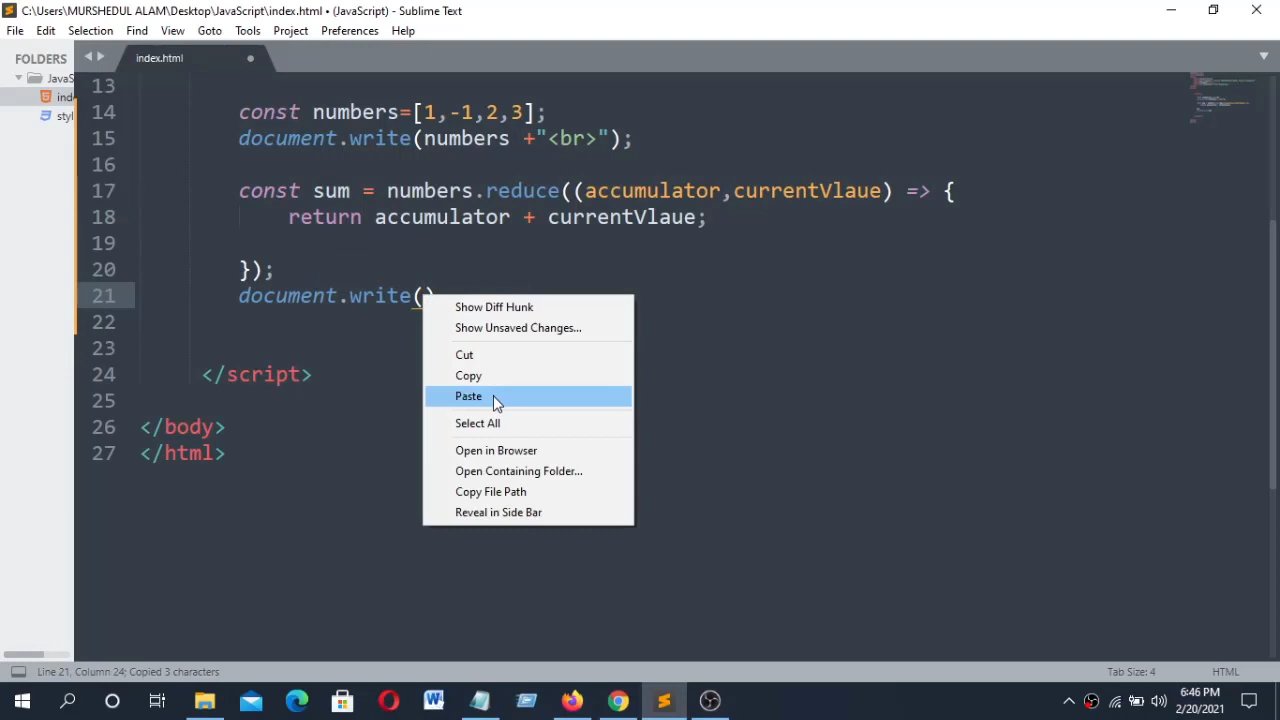 C:\Users\MURSHEDUL ALAM\Desktop\JavaScript\index.html • (JavaScript) - Sublime Text
File Edit Selection Find View Goto Tools Project Preferences Help
FOLDERS
JavaS
inde
styl
index.html
13
14 const numbers=[1,-1,2,3];
15 document.write(numbers +"<br>");
16
17 const sum = numbers.reduce((accumulator,currentVlaue) => {
18 return accumulator + currentVlaue;
19
20 });
21 document.write()
22
23
24 </script>
25
26 </body>
27 </html>
Show Diff Hunk
Show Unsaved Changes...
Cut
Copy
Paste
Select All
Open in Browser
Open Containing Folder...
Copy File Path
Reveal in Side Bar
Line 21, Column 24; Copied 3 characters
Tab Size: 4
HTML
6:46 PM
2/20/2021